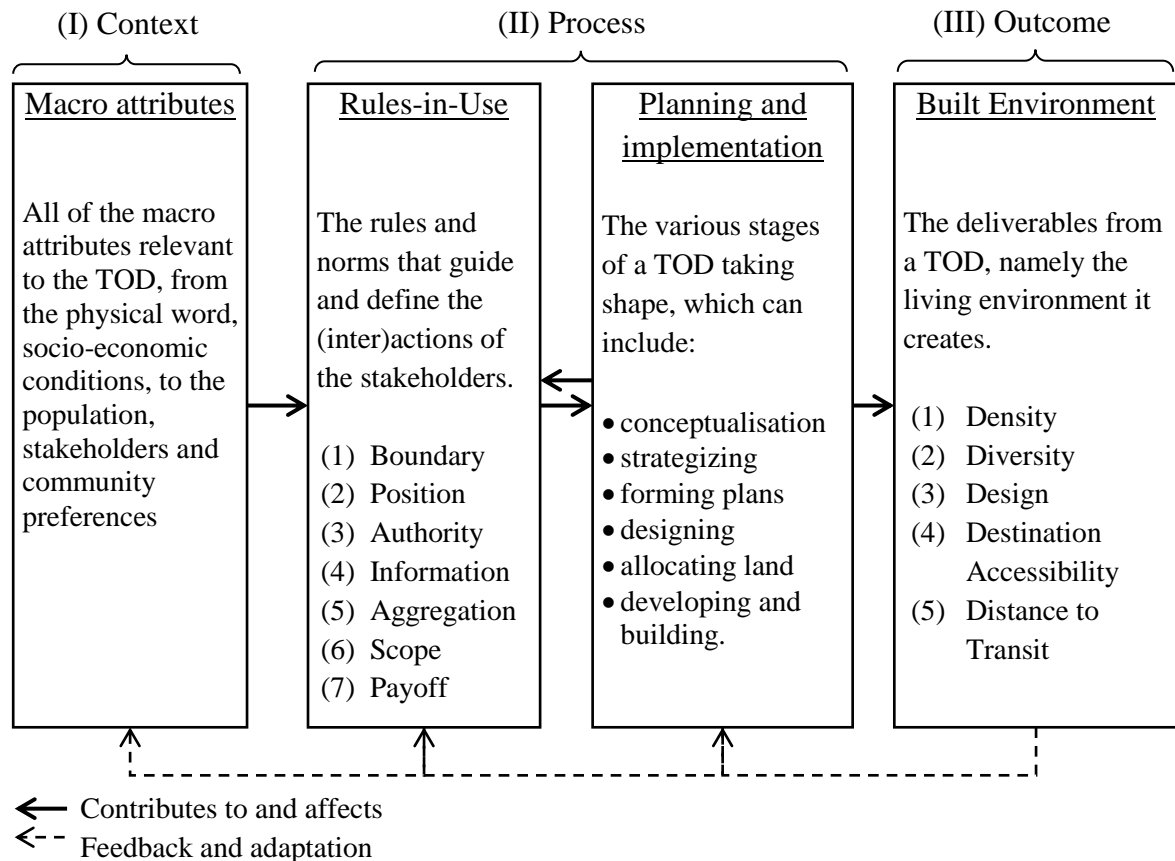 (I) Context
(II) Process
(III) Outcome
Macro attributes
All of the macro
attributes relevant
to the TOD, from
the physical word,
socio-economic
conditions, to the
population,
stakeholders and
community
preferences
Rules-in-Use
The rules and
norms that guide
and define the
(inter)actions of
the stakeholders.
(1) Boundary
(2) Position
(3) Authority
(4) Information
(5) Aggregation
(6) Scope
(7) Payoff
Planning and
implementation
The various stages
of a TOD taking
shape, which can
include:
• conceptualisation
• strategizing
• forming plans
• designing
• allocating land
• developing and
building.
Built Environment
The deliverables from
a TOD, namely the
living environment it
creates.
(1) Density
(2) Diversity
(3) Design
(4) Destination
Accessibility
(5) Distance to
Transit
Contributes to and affects
Feedback and adaptation